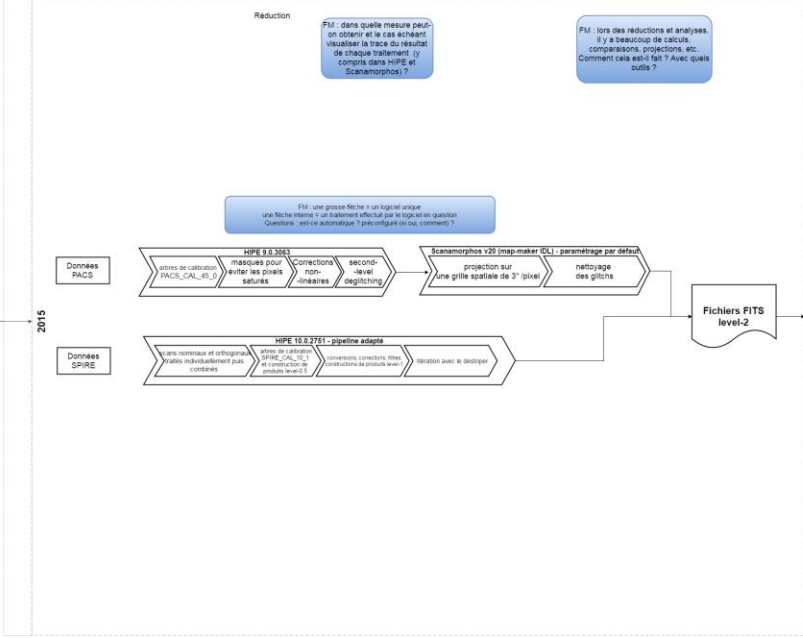 Réduction
FM : dans quelle mesure peut-
on obtenir et le cas échéant
visualiser la trace du résultat
de chaque traitement (y
compris dans HIPE et
Scanamorphos) ?
FM : lors des réductions et analyses,
il y a beaucoup de calculs,
comparaisons, projections, etc.
Comment cela est-il fait ? Avec quels
outils ?
FM : une grosse flèche = un logiciel unique
une flèche interne = un traitement effectué par le logiciel en question
Questions : est-ce automatique ? préconfiguré (si oui, comment) ?
2015
Données
PACS
HIPE 9.0.3063
arbres de calibration
PACS_CAL_45_0
masques pour
éviter les pixels
saturés
Corrections
non-
-linéaires
second-
-level
deglitching
Scanamorphos v20 (map-maker IDL) - paramétrage par défaut
projection sur
une grille spatiale de 3" /pixel
nettoyage
des glitchs
Données
SPIRE
HIPE 10.0.2751 - pipeline adapté
scans nominaux et orthogonaux
traités individuellement puis
combinés
arbres de calibration
SPIRE_CAL_10_1
et construction de
produits level-0.5
conversions, corrections, filtres
constructions de produits level-1
itération avec le destriper
Fichiers FITS
level-2